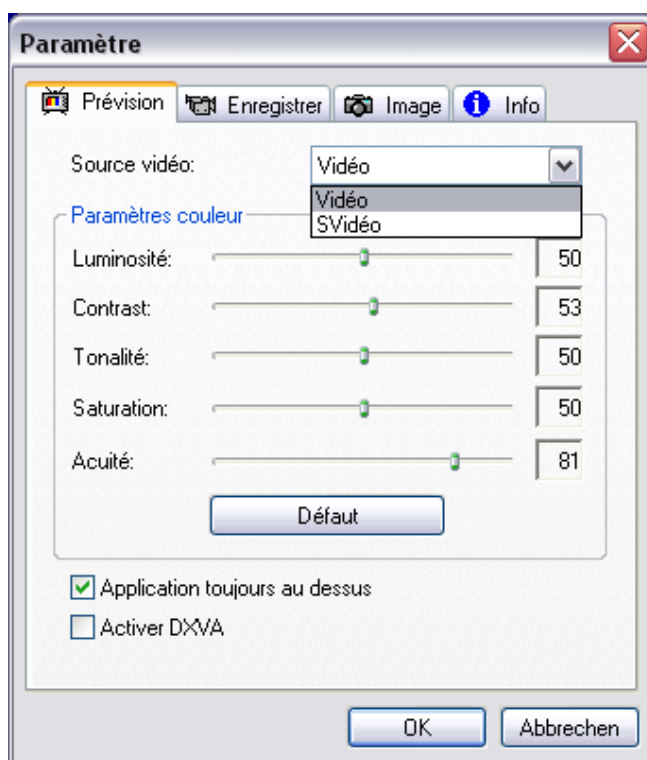 Paramètre
Prévision Enregistrer Image Info
Source vidéo: Vidéo
Vidéo
SVidéo
Paramètres couleur
Luminosité: 50
Contrast: 53
Tonalité: 50
Saturation: 50
Acuité: 81
Défaut
Application toujours au dessus
Activer DXVA
OK Abbrechen